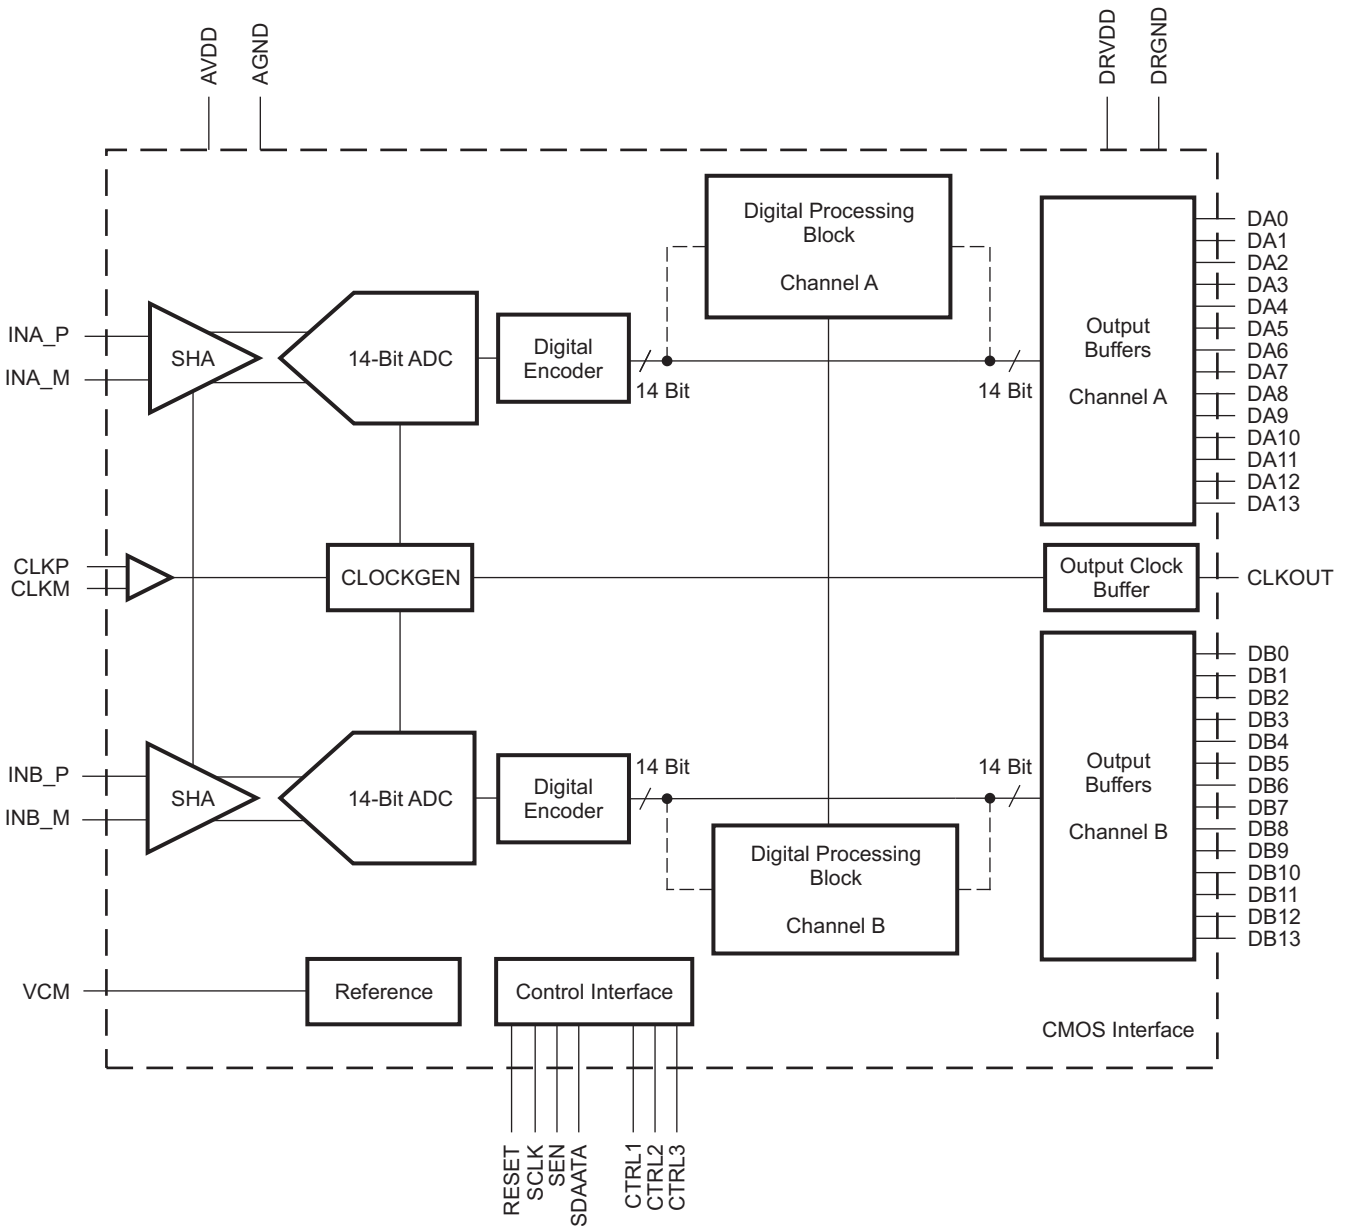 AVDD
AGND
DRVDD
DRGND
Digital Processing
Block
Channel A
INA_P
INA_M
SHA
14-Bit ADC
Digital
Encoder
14 Bit
14 Bit
Output
Buffers
Channel A
DA0
DA1
DA2
DA3
DA4
DA5
DA6
DA7
DA8
DA9
DA10
DA11
DA12
DA13
CLKP
CLKM
CLOCKGEN
Output Clock
Buffer
CLKOUT
INB_P
INB_M
SHA
14-Bit ADC
Digital
Encoder
14 Bit
14 Bit
Digital Processing
Block
Channel B
Output
Buffers
Channel B
DB0
DB1
DB2
DB3
DB4
DB5
DB6
DB7
DB8
DB9
DB10
DB11
DB12
DB13
VCM
Reference
Control Interface
CMOS Interface
RESET
SCLK
SEN
SDAATA
CTRL1
CTRL2
CTRL3